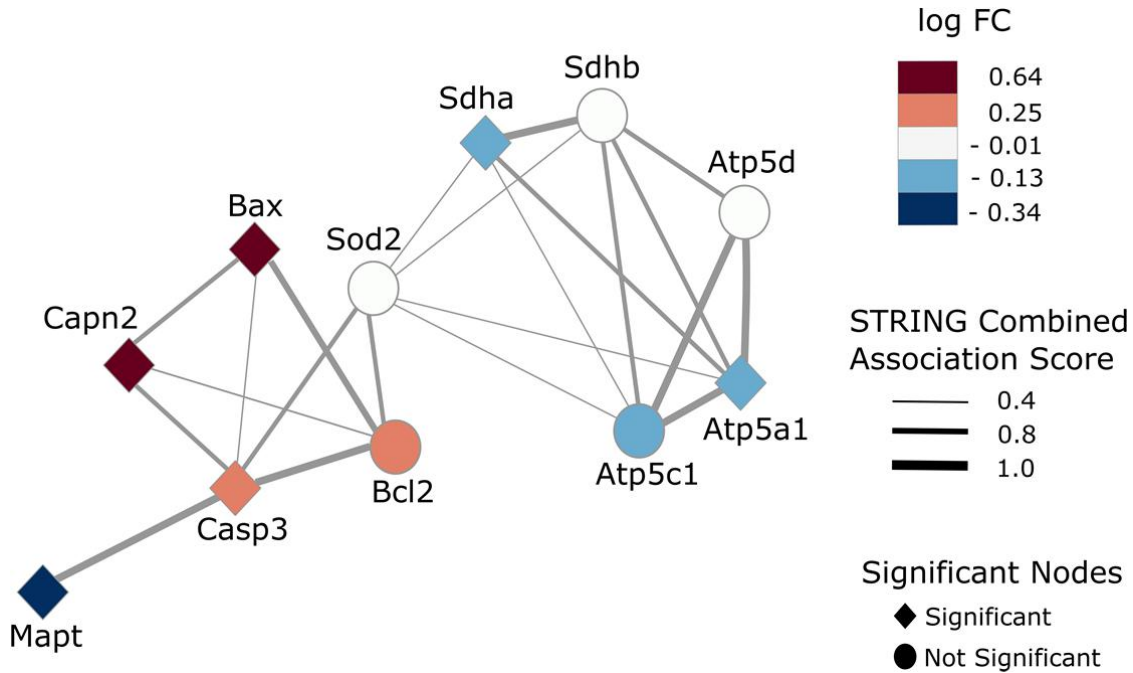 log FC
0.64
0.25
- 0.01
- 0.13
- 0.34
Sdhb
Sdha
Atp5d
Bax
Sod2
Capn2
Atp5a1
Atp5c1
Bcl2
Casp3
Mapt
STRING Combined
Association Score
0.4
0.8
1.0
Significant Nodes
Significant
Not Significant